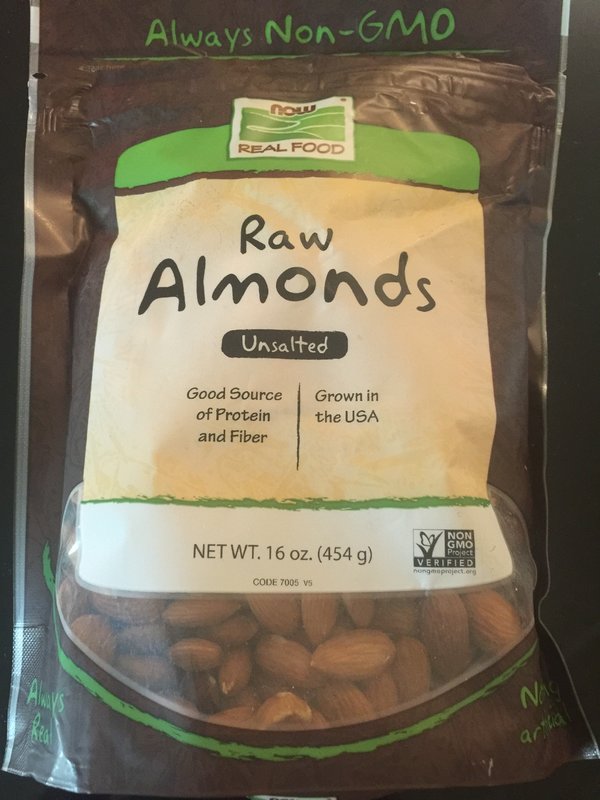 Always Non-GMO
NOW
REAL FOOD
Raw
Almonds
Unsalted
Good Source
of Protein
and Fiber
Grown in
the USA
NET WT. 16 oz. (454 g)
NON
GMO
Project
VERIFIED
nongmoproject.org
CODE 7005 V5
Always
Real